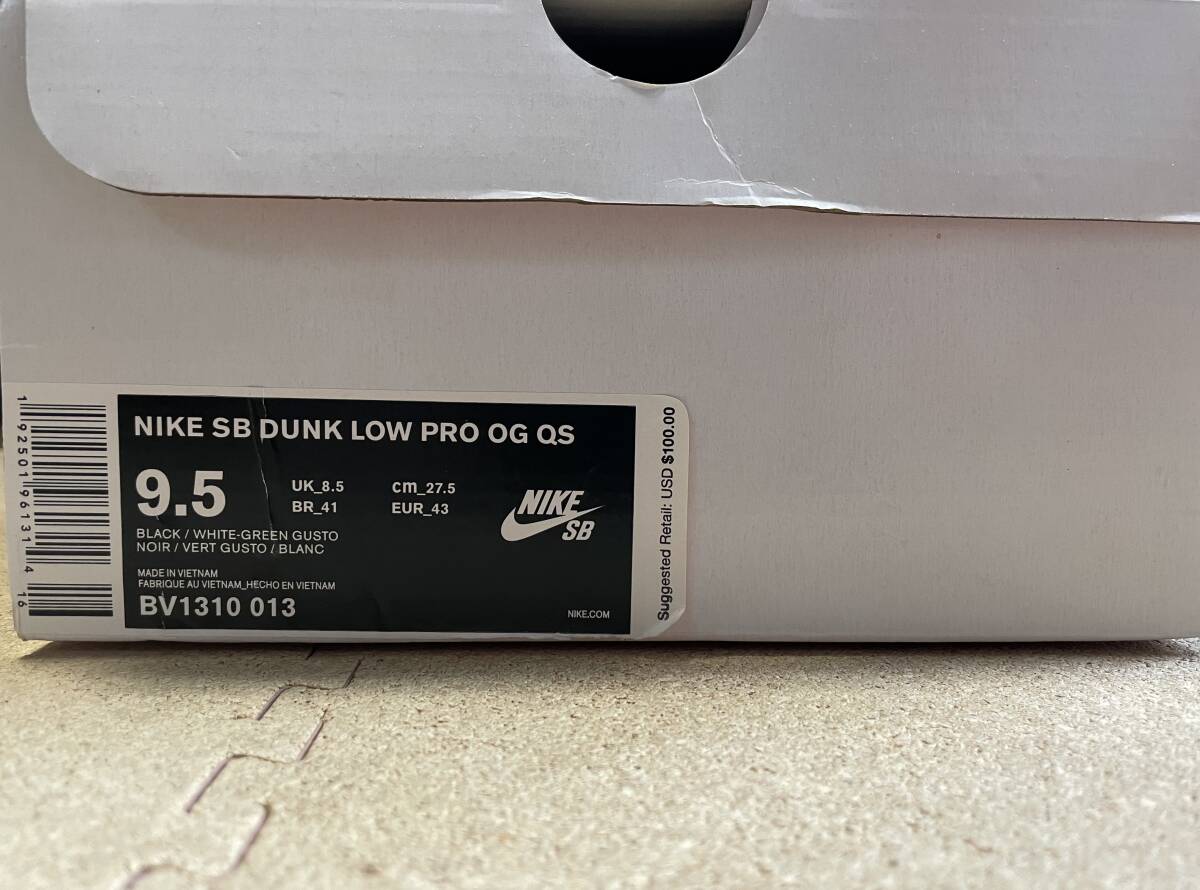 192501961314 16
NIKE SB DUNK LOW PRO OG QS
9.5
UK_8.5 cm_27.5
BR_41 EUR_43
BLACK / WHITE-GREEN GUSTO
NOIR / VERT GUSTO / BLANC
NIKE
SB
MADE IN VIETNAM
FABRIQUE AU VIETNAM_HECHO EN VIETNAM
BV1310 013
NIKE.COM
Suggested Retail: USD $100.00